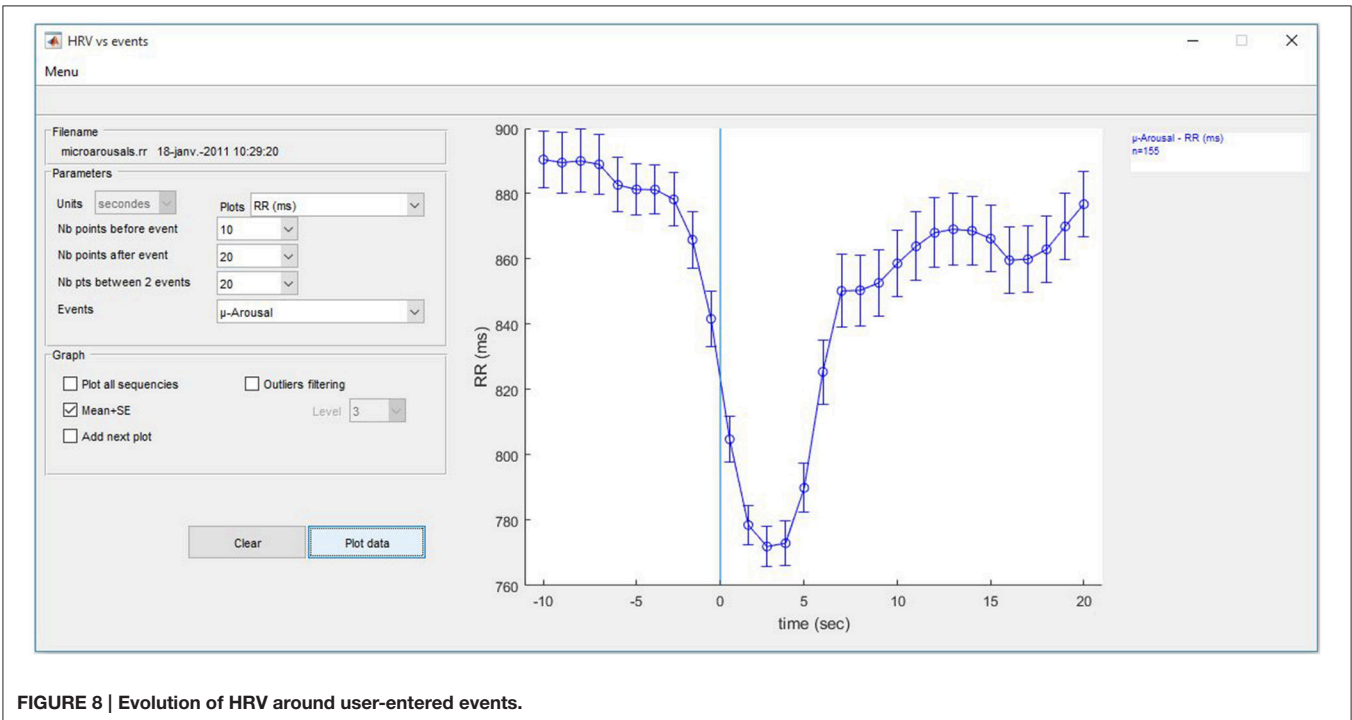 HRV vs events
Menu
Filename
microarousals.rr 18-janv.-2011 10:29:20
Parameters
Units secondes Plots RR (ms)
Nb points before event 10
Nb points after event 20
Nb pts between 2 events 20
Events µ-Arousal
Graph
Plot all sequencies Outliers filtering
Mean+SE Level 3
Add next plot
Clear Plot data
900
880
860
840
820
800
780
760
RR (ms)
-10 -5 0 5 10 15 20
time (sec)
µ-Arousal - RR (ms)
n=155
FIGURE 8 | Evolution of HRV around user-entered events.